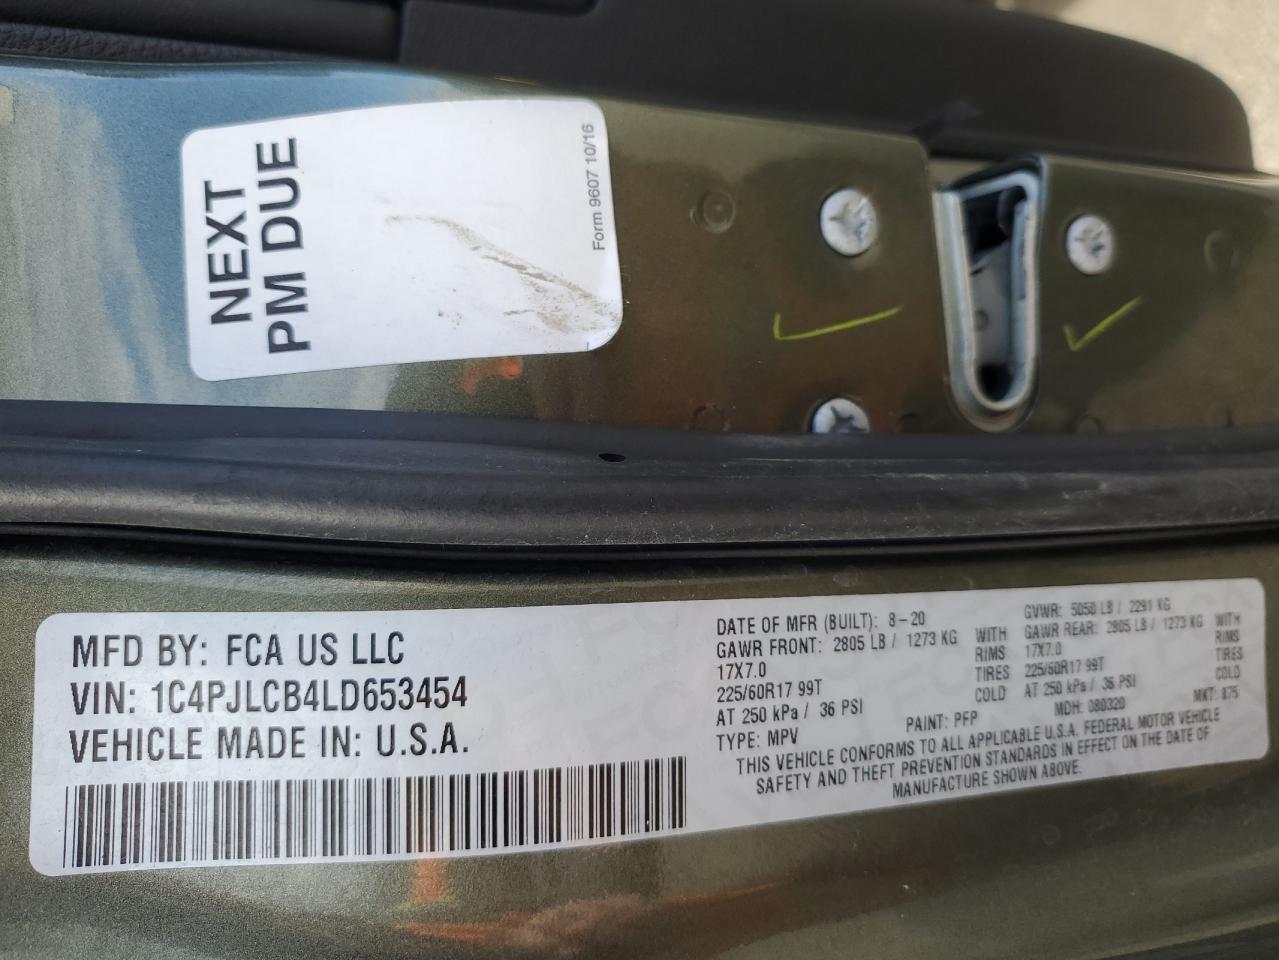 NEXT
PM DUE
Form 9607 10/16
MFD BY: FCA US LLC
VIN: 1C4PJLCB4LD653454
VEHICLE MADE IN: U.S.A.
DATE OF MFR (BUILT): 8-20
GAWR FRONT: 2805 LB / 1273 KG WITH
17X7.0 RIMS
225/60R17 99T TIRES
AT 250 kPa / 36 PSI COLD
TYPE: MPV
PAINT: PFP
GVWR: 5050 LB / 2291 KG
GAWR REAR: 2805 LB / 1273 KG WITH
17X7.0 RIMS
225/60R17 99T TIRES
AT 250 kPa / 36 PSI COLD
MDH: 080320 MKT: 875
THIS VEHICLE CONFORMS TO ALL APPLICABLE U.S.A. FEDERAL MOTOR VEHICLE
SAFETY AND THEFT PREVENTION STANDARDS IN EFFECT ON THE DATE OF
MANUFACTURE SHOWN ABOVE.